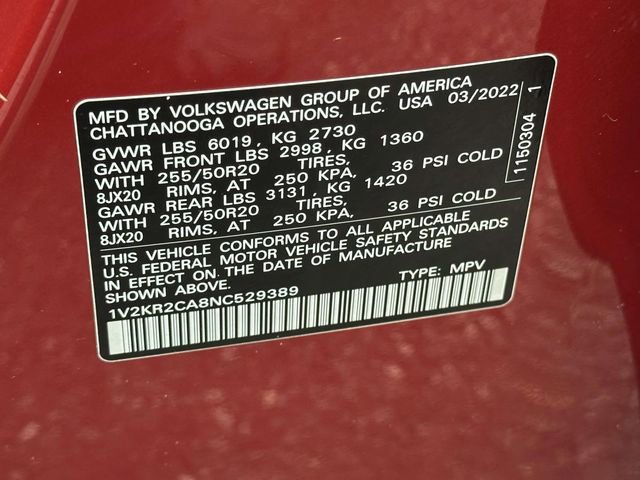 MFD BY VOLKSWAGEN GROUP OF AMERICA
CHATTANOOGA OPERATIONS, LLC. USA 03/2022
GVWR LBS 6019, KG 2730
GAWR FRONT LBS 2998, KG 1360
WITH 255/50R20 TIRES,
8JX20 RIMS, AT 250 KPA, 36 PSI COLD
GAWR REAR LBS 3131, KG 1420
WITH 255/50R20 TIRES,
8JX20 RIMS, AT 250 KPA, 36 PSI COLD
THIS VEHICLE CONFORMS TO ALL APPLICABLE
U.S. FEDERAL MOTOR VEHICLE SAFETY STANDARDS
IN EFFECT ON THE DATE OF MANUFACTURE
SHOWN ABOVE. TYPE: MPV
1V2KR2CA8NC529389
1150304 1